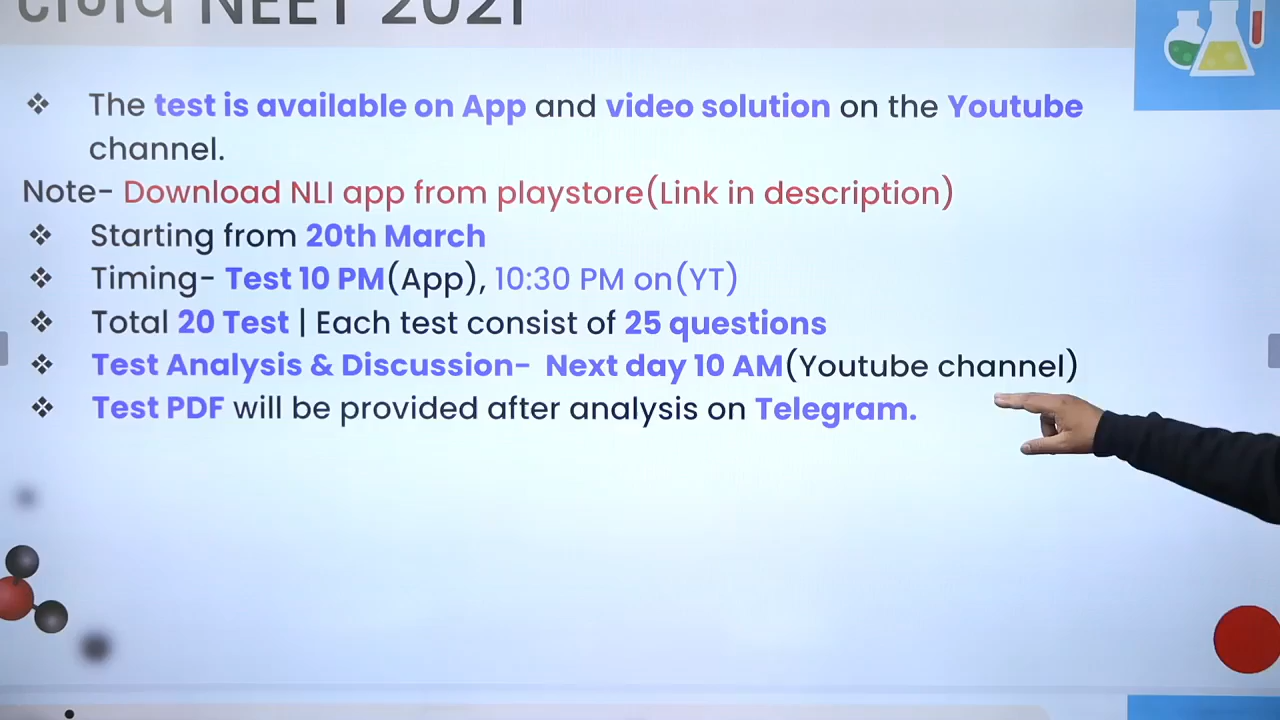 NEET 2021
The test is available on App and video solution on the Youtube
channel.
Note- Download NLI app from playstore(Link in description)
Starting from 20th March
Timing- Test 10 PM(App), 10:30 PM on(YT)
Total 20 Test | Each test consist of 25 questions
Test Analysis & Discussion- Next day 10 AM(Youtube channel)
Test PDF will be provided after analysis on Telegram.